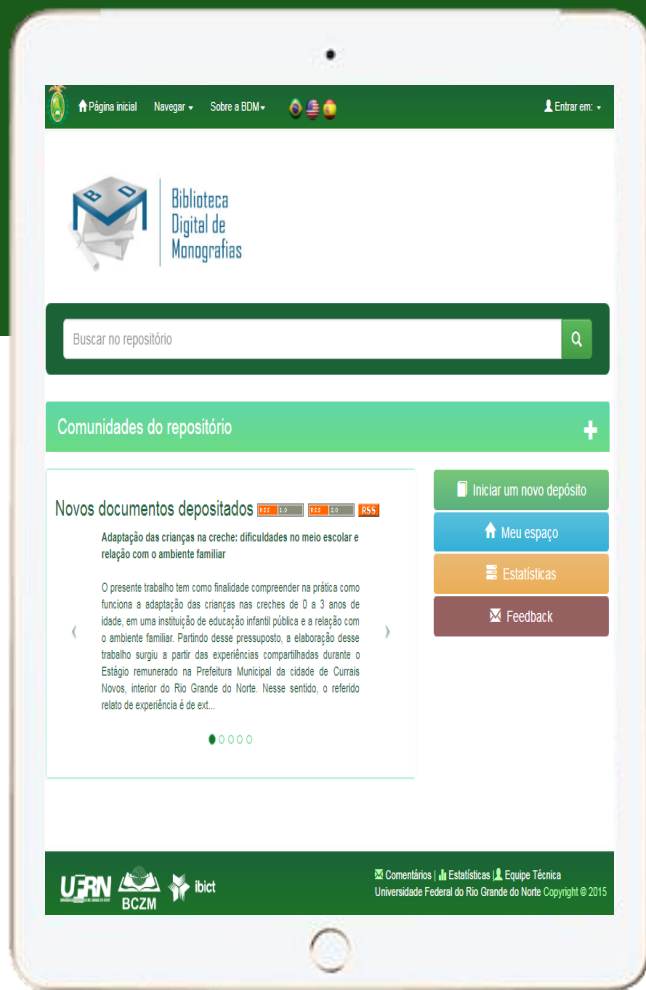 Página inicial Navegar Sobre a BDM Entrar em:
B D M
Biblioteca
Digital de
Monografias
Buscar no repositório
Comunidades do repositório
Novos documentos depositados RSS 1.0 RSS 2.0 RSS
Adaptação das crianças na creche: dificuldades no meio escolar e
relação com o ambiente familiar
O presente trabalho tem como finalidade compreender na prática como
funciona a adaptação das crianças nas creches de 0 a 3 anos de
idade, em uma instituição de educação infantil pública e a relação com
o ambiente familiar. Partindo desse pressuposto, a elaboração desse
trabalho surgiu a partir das experiências compartilhadas durante o
Estágio remunerado na Prefeitura Municipal da cidade de Currais
Novos, interior do Rio Grande do Norte. Nesse sentido, o referido
relato de experiência é de ext...
Iniciar um novo depósito
Meu espaço
Estatísticas
Feedback
UFRN BCZM ibict
Comentários | Estatísticas | Equipe Técnica
Universidade Federal do Rio Grande do Norte Copyright © 2015